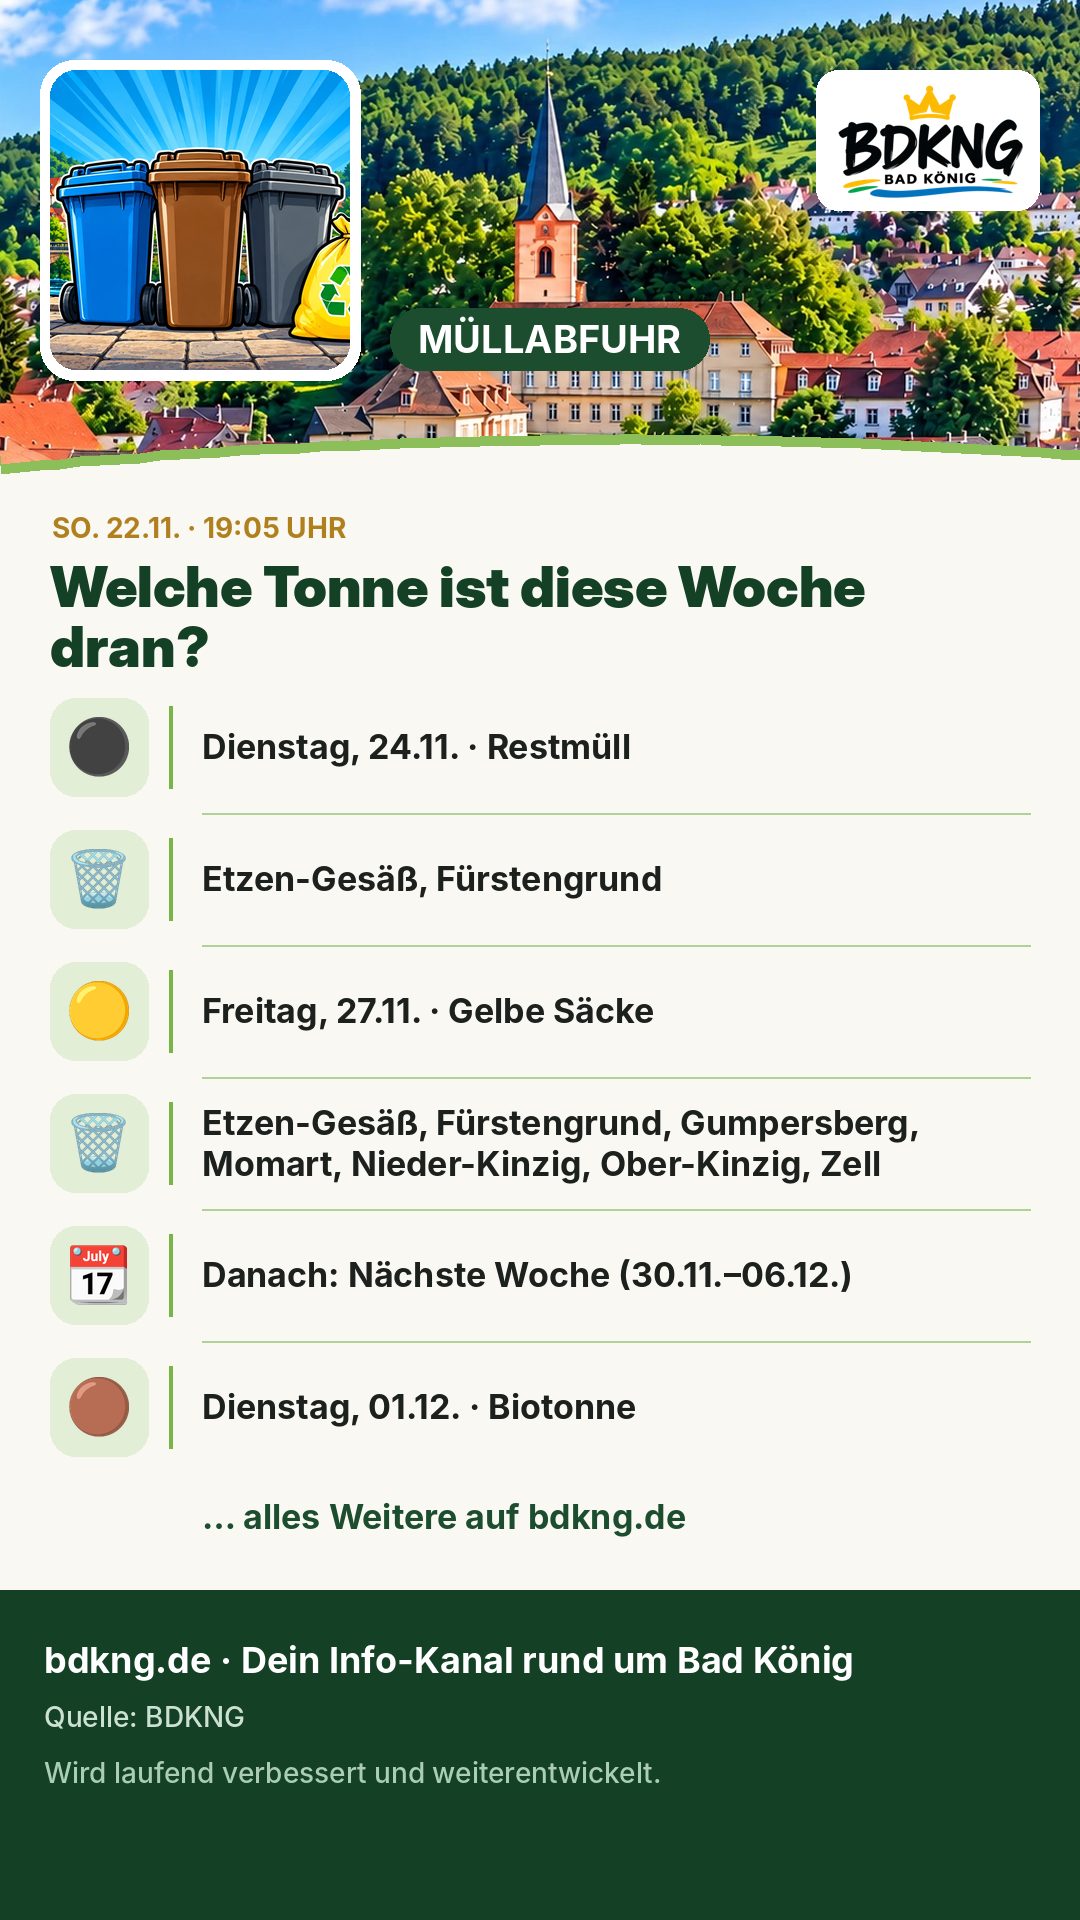 BDKNG
BAD KÖNIG
MÜLLABFUHR
SO. 22.11. · 19:05 UHR
Welche Tonne ist diese Woche
dran?
Dienstag, 24.11. · Restmüll
Etzen-Gesäß, Fürstengrund
Freitag, 27.11. · Gelbe Säcke
Etzen-Gesäß, Fürstengrund, Gumpersberg,
Momart, Nieder-Kinzig, Ober-Kinzig, Zell
July
17
Danach: Nächste Woche (30.11.–06.12.)
Dienstag, 01.12. · Biotonne
… alles Weitere auf bdkng.de
bdkng.de · Dein Info-Kanal rund um Bad König
Quelle: BDKNG
Wird laufend verbessert und weiterentwickelt.